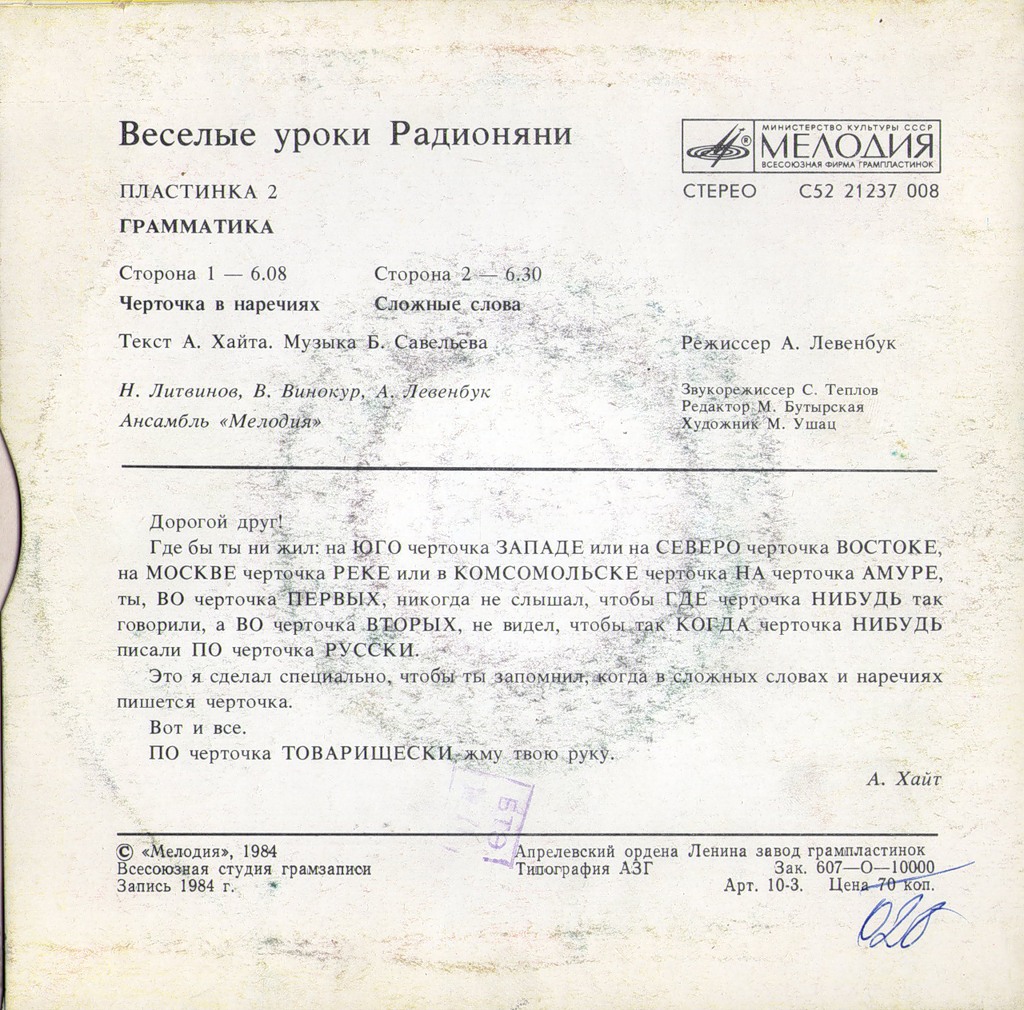 Веселые уроки Радионяни
МИНИСТЕРСТВО КУЛЬТУРЫ СССР
МЕЛОДИЯ
ВСЕСОЮЗНАЯ ФИРМА ГРАМПЛАСТИНОК
ПЛАСТИНКА 2
СТЕРЕО С52 21237 008
ГРАММАТИКА
Сторона 1 — 6.08 Сторона 2 — 6.30
Черточка в наречиях Сложные слова
Текст А. Хайта. Музыка Б. Савельева Режиссер А. Левенбук
Н. Литвинов, В. Винокур, А. Левенбук
Ансамбль «Мелодия»
Звукорежиссер С. Теплов
Редактор М. Бутырская
Художник М. Ушац
Дорогой друг!
Где бы ты ни жил: на ЮГО черточка ЗАПАДЕ или на СЕВЕРО черточка ВОСТОКЕ,
на МОСКВЕ черточка РЕКЕ или в КОМСОМОЛЬСКЕ черточка НА черточка АМУРЕ,
ты, ВО черточка ПЕРВЫХ, никогда не слышал, чтобы ГДЕ черточка НИБУДЬ так
говорили, а ВО черточка ВТОРЫХ, не видел, чтобы так КОГДА черточка НИБУДЬ
писали ПО черточка РУССКИ.
Это я сделал специально, чтобы ты запомнил, когда в сложных словах и наречиях
пишется черточка.
Вот и все.
ПО черточка ТОВАРИЩЕСКИ жму твою руку.
А. Хайт
© «Мелодия», 1984
Всесоюзная студия грамзаписи
Запись 1984 г.
Апрелевский ордена Ленина завод грампластинок
Типография АЗГ Зак. 607—О—10000
Арт. 10-3. Цена 70 коп.